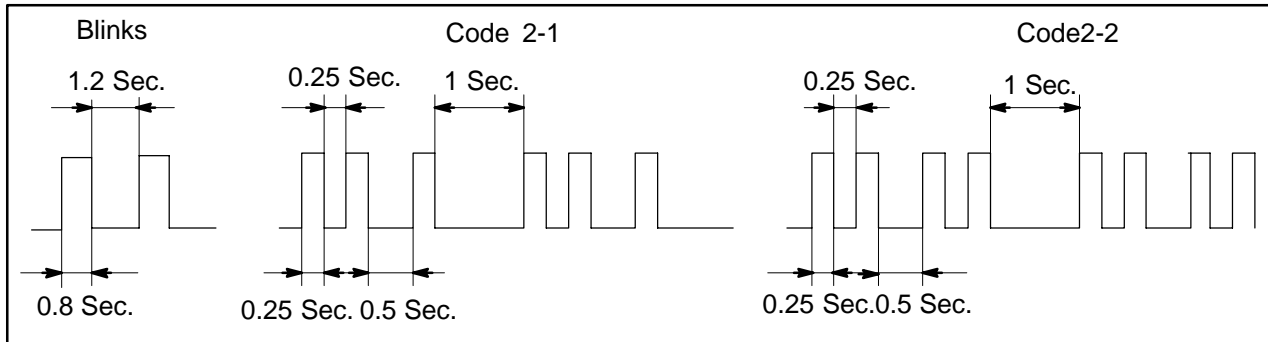 Blinks Code 2-1 Code2-2
1.2 Sec. 0.25 Sec. 1 Sec. 0.25 Sec. 1 Sec.
0.8 Sec. 0.25 Sec. 0.5 Sec. 0.25 Sec. 0.5 Sec.